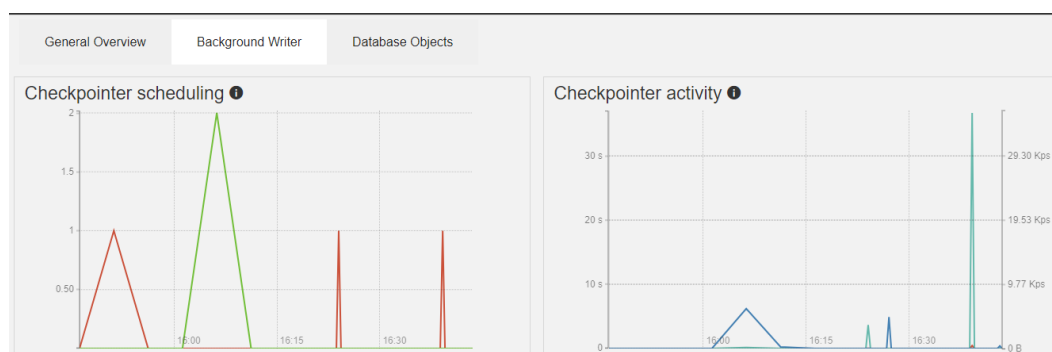 General Overview
Background Writer
Database Objects
Checkpointer scheduling
Checkpointer activity
2
1.5
1
0.50
16:00
16:15
16:30
30 s
20 s
10 s
0
16:00
16:15
16:30
29.30 Kps
19.53 Kps
9.77 Kps
0 B